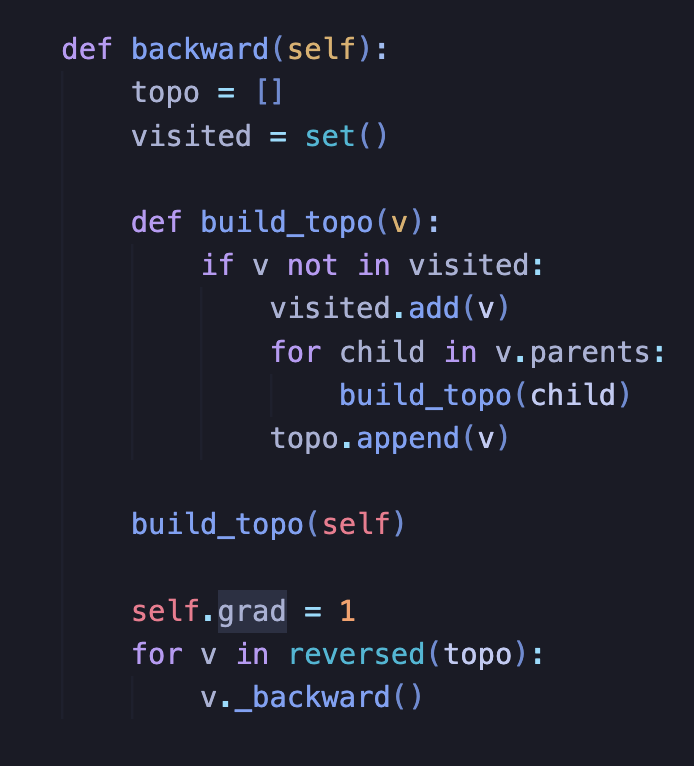 def backward(self):
    topo = []
    visited = set()

    def build_topo(v):
        if v not in visited:
            visited.add(v)
            for child in v.parents:
                build_topo(child)
            topo.append(v)

    build_topo(self)

    self.grad = 1
    for v in reversed(topo):
        v._backward()